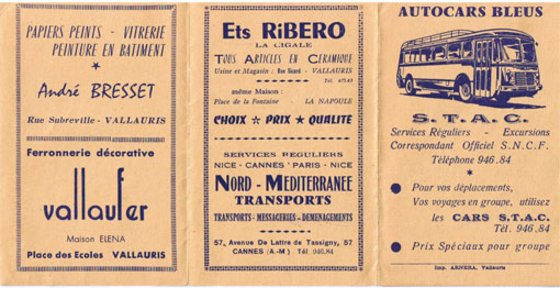 PAPIERS PEINTS - VITRERIE
PEINTURE EN BATIMENT
André BRESSET
Rue Subreville - VALLAURIS
Ferronnerie décorative
vallaufer
Maison ELENA
Place des Ecoles VALLAURIS
Ets RiBERO
LA CIGALE
TOUS ARTICLES EN CERAMIQUE
Usine et Magasin : Rue Sicard - VALLAURIS
Tél.
même Maison :
Place de la Fontaine - LA NAPOULE
CHOIX PRIX QUALITE
SERVICES REGULIERS
NICE - CANNES - PARIS - NICE
NORD - MEDITERRANEE
TRANSPORTS
TRANSPORTS - MESSAGERIES - DEMENAGEMENTS
57, Avenue De Lattre de Tassigny, 57
CANNES (A.-M) Tél 946.84
AUTOCARS BLEUS
S.T.A.C.
Services Réguliers - Excursions
Correspondant Officiel S.N.C.F.
Téléphone 946.84
Pour vos déplacements,
Vos voyages en groupe, utilisez
les CARS S.T.A.C.
Tél. 946.84
Prix Spéciaux pour groupe
Imp. ARNERA, Vallauris